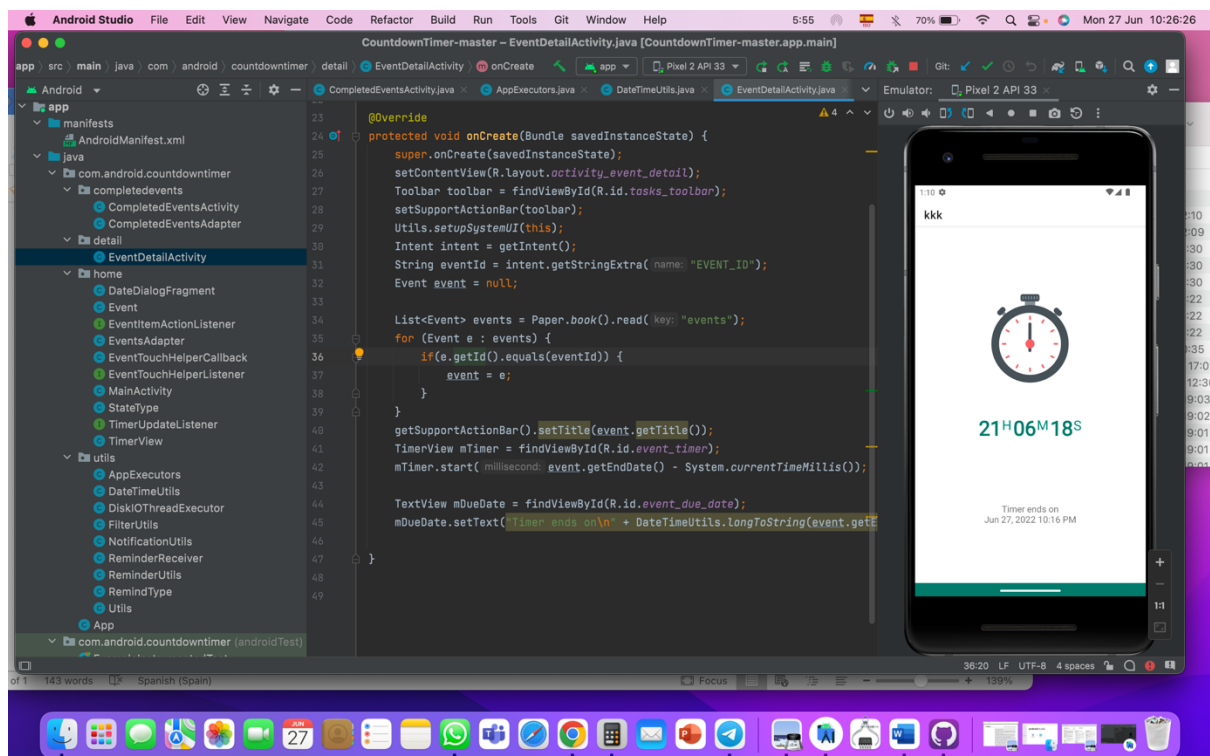 Android Studio File Edit View Navigate Code Refactor Build Run Tools Git Window Help 5:55 70% Mon 27 Jun 10:26:26
CountdownTimer-master – EventDetailActivity.java [CountdownTimer-master.app.main]
app src main java com android countdowntimer detail EventDetailActivity onCreate app Pixel 2 API 33 Git:
Android CompletedEventsActivity.java AppExecutors.java DateTimeUtils.java EventDetailActivity.java Emulator: Pixel 2 API 33
app
manifests
AndroidManifest.xml
java
com.android.countdowntimer
completedevents
CompletedEventsActivity
CompletedEventsAdapter
detail
EventDetailActivity
home
DateDialogFragment
Event
EventItemActionListener
EventsAdapter
EventTouchHelperCallback
EventTouchHelperListener
MainActivity
StateType
TimerUpdateListener
TimerView
utils
AppExecutors
DateTimeUtils
DiskIOThreadExecutor
FilterUtils
NotificationUtils
ReminderReceiver
ReminderUtils
RemindType
Utils
App
com.android.countdowntimer (androidTest)
4
23 @Override
24 protected void onCreate(Bundle savedInstanceState) {
25 super.onCreate(savedInstanceState);
26 setContentView(R.layout.activity_event_detail);
27 Toolbar toolbar = findViewById(R.id.tasks_toolbar);
28 setSupportActionBar(toolbar);
29 Utils.setupSystemUI(this);
30 Intent intent = getIntent();
31 String eventId = intent.getStringExtra( name: "EVENT_ID");
32 Event event = null;
33
34 List<Event> events = Paper.book().read( key: "events");
35 for (Event e : events) {
36 if(e.getId().equals(eventId)) {
37 event = e;
38 }
39 }
40 getSupportActionBar().setTitle(event.getTitle());
41 TimerView mTimer = findViewById(R.id.event_timer);
42 mTimer.start( millisecond: event.getEndDate() - System.currentTimeMillis());
43
44 TextView mDueDate = findViewById(R.id.event_due_date);
45 mDueDate.setText("Timer ends on\n" + DateTimeUtils.longToString(event.getE
46
47 }
48
49
1:10
kkk
21H06M18S
Timer ends on
Jun 27, 2022 10:16 PM
1:1
36:20 LF UTF-8 4 spaces
of 1 143 words Spanish (Spain) Focus 139%
JUN
27